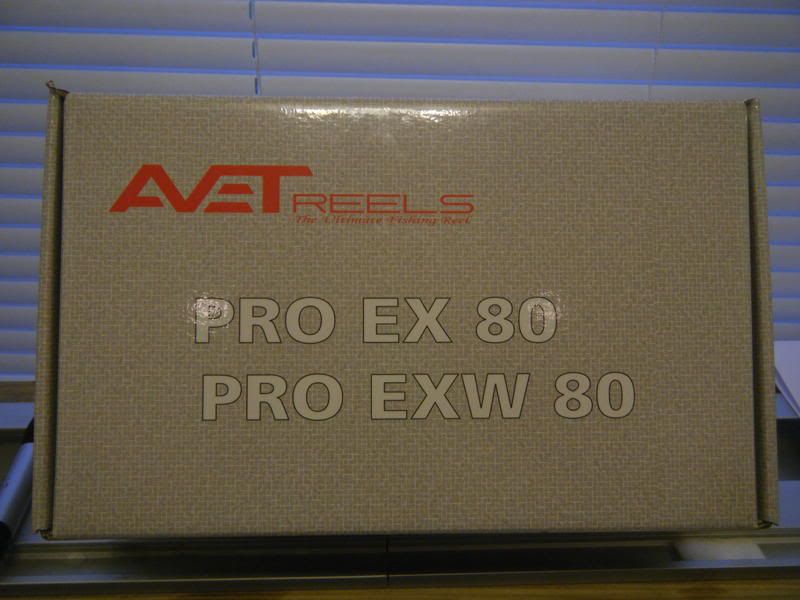 AVET REELS
The Ultimate Fishing Reel
PRO EX 80
PRO EXW 80